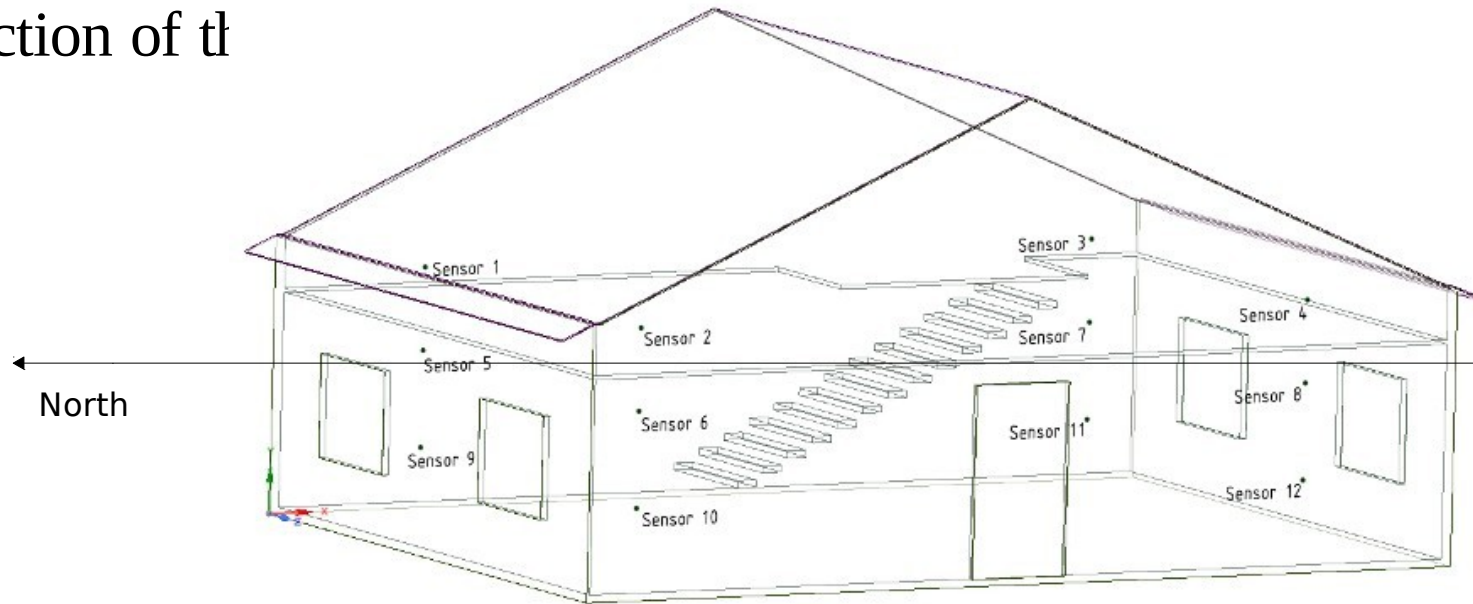 ction of th
Sensor 3
Sensor 1
Sensor 4
Sensor 2
Sensor 7
Sensor 5
North
Sensor 8
Sensor 6
Sensor 11
Sensor 9
Sensor 12
Sensor 10
X
Y
Z